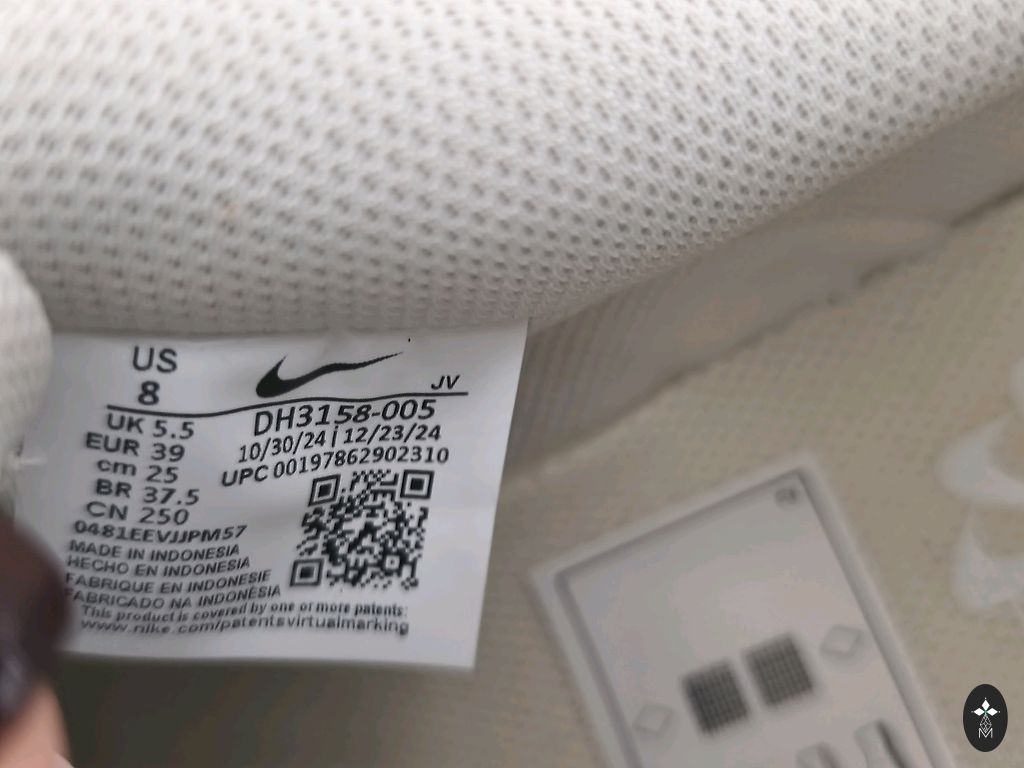 US
8
JV
UK 5.5
EUR 39
cm 25
BR 37.5
CN 250
DH3158-005
10/30/24 | 12/23/24
UPC 00197862902310
0481EEVJJPM57
MADE IN INDONESIA
HECHO EN INDONESIA
FABRIQUE EN INDONESIE
FABRICADO NA INDONÉSIA
This product is covered by one or more patents:
www.nike.com/patentsvirtualmarking
M